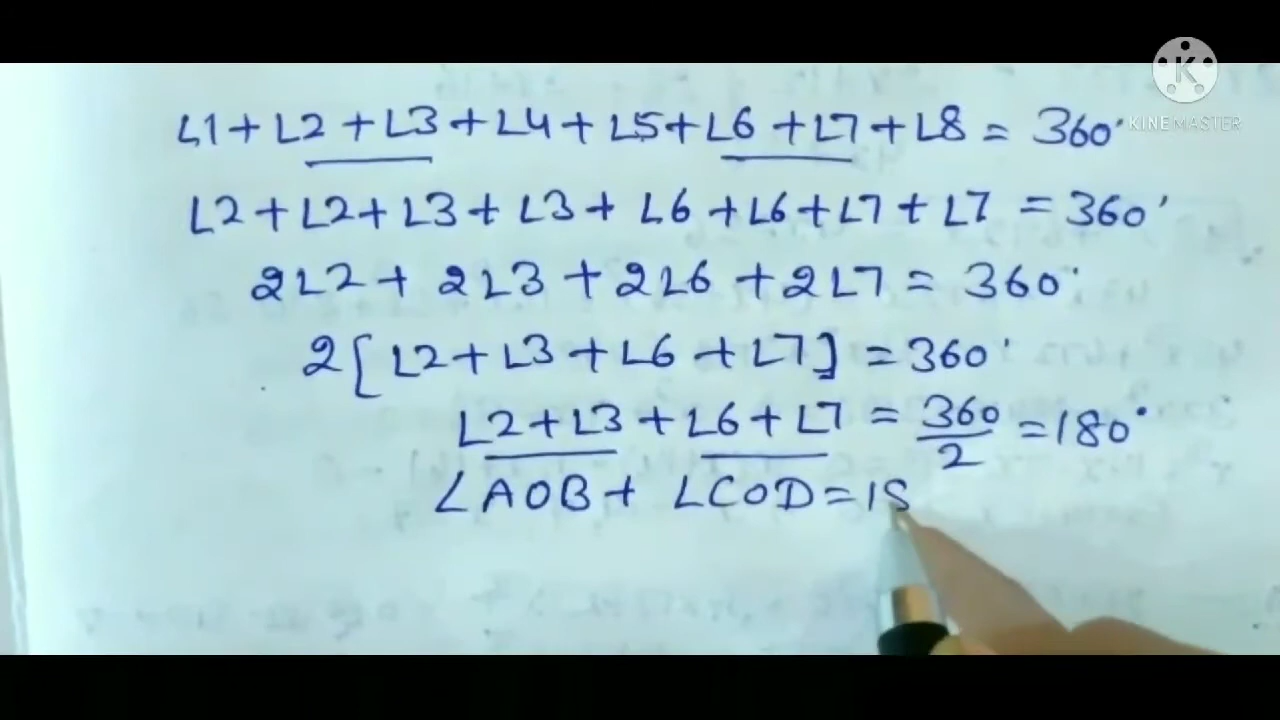 K
KINEMASTER
∠1 + ∠2 + ∠3 + ∠4 + ∠5 + ∠6 + ∠7 + ∠8 = 360°
∠2 + ∠2 + ∠3 + ∠3 + ∠6 + ∠6 + ∠7 + ∠7 = 360°
2∠2 + 2∠3 + 2∠6 + 2∠7 = 360°
2[∠2 + ∠3 + ∠6 + ∠7] = 360°
∠2 + ∠3 + ∠6 + ∠7 = 360/2 = 180°
∠AOB + ∠COD = 18